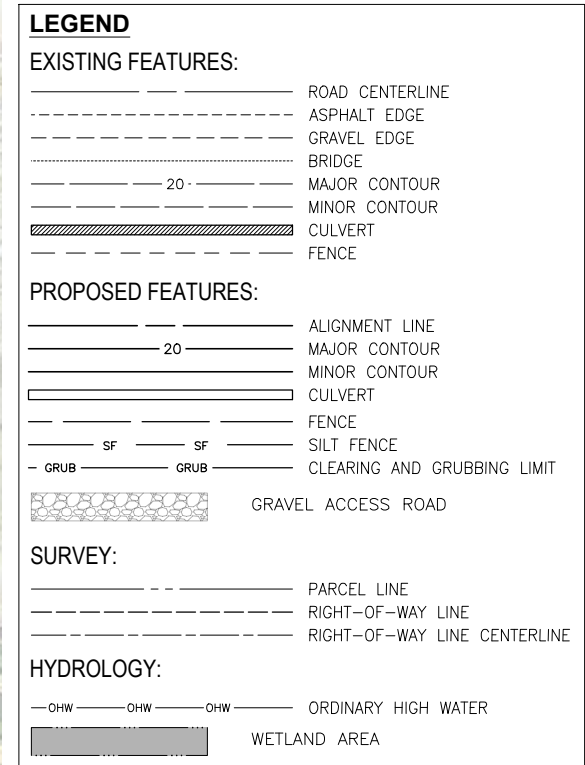 LEGEND
EXISTING FEATURES:
ROAD CENTERLINE
ASPHALT EDGE
GRAVEL EDGE
BRIDGE
20 MAJOR CONTOUR
MINOR CONTOUR
CULVERT
FENCE
PROPOSED FEATURES:
ALIGNMENT LINE
20 MAJOR CONTOUR
MINOR CONTOUR
CULVERT
FENCE
SF SF SILT FENCE
GRUB GRUB CLEARING AND GRUBBING LIMIT
GRAVEL ACCESS ROAD
SURVEY:
PARCEL LINE
RIGHT-OF-WAY LINE
RIGHT-OF-WAY LINE CENTERLINE
HYDROLOGY:
OHW OHW OHW ORDINARY HIGH WATER
WETLAND AREA